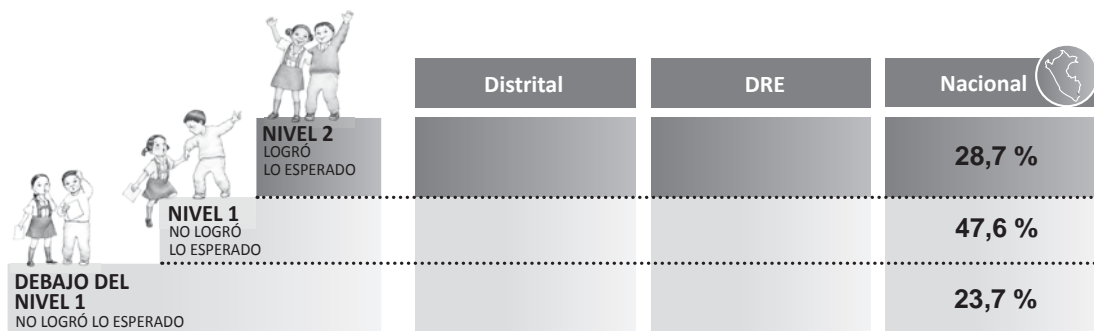 Distrital
DRE
Nacional
NIVEL 2
LOGRÓ
LO ESPERADO
28,7 %
NIVEL 1
NO LOGRÓ
LO ESPERADO
47,6 %
DEBAJO DEL
NIVEL 1
NO LOGRÓ LO ESPERADO
23,7 %